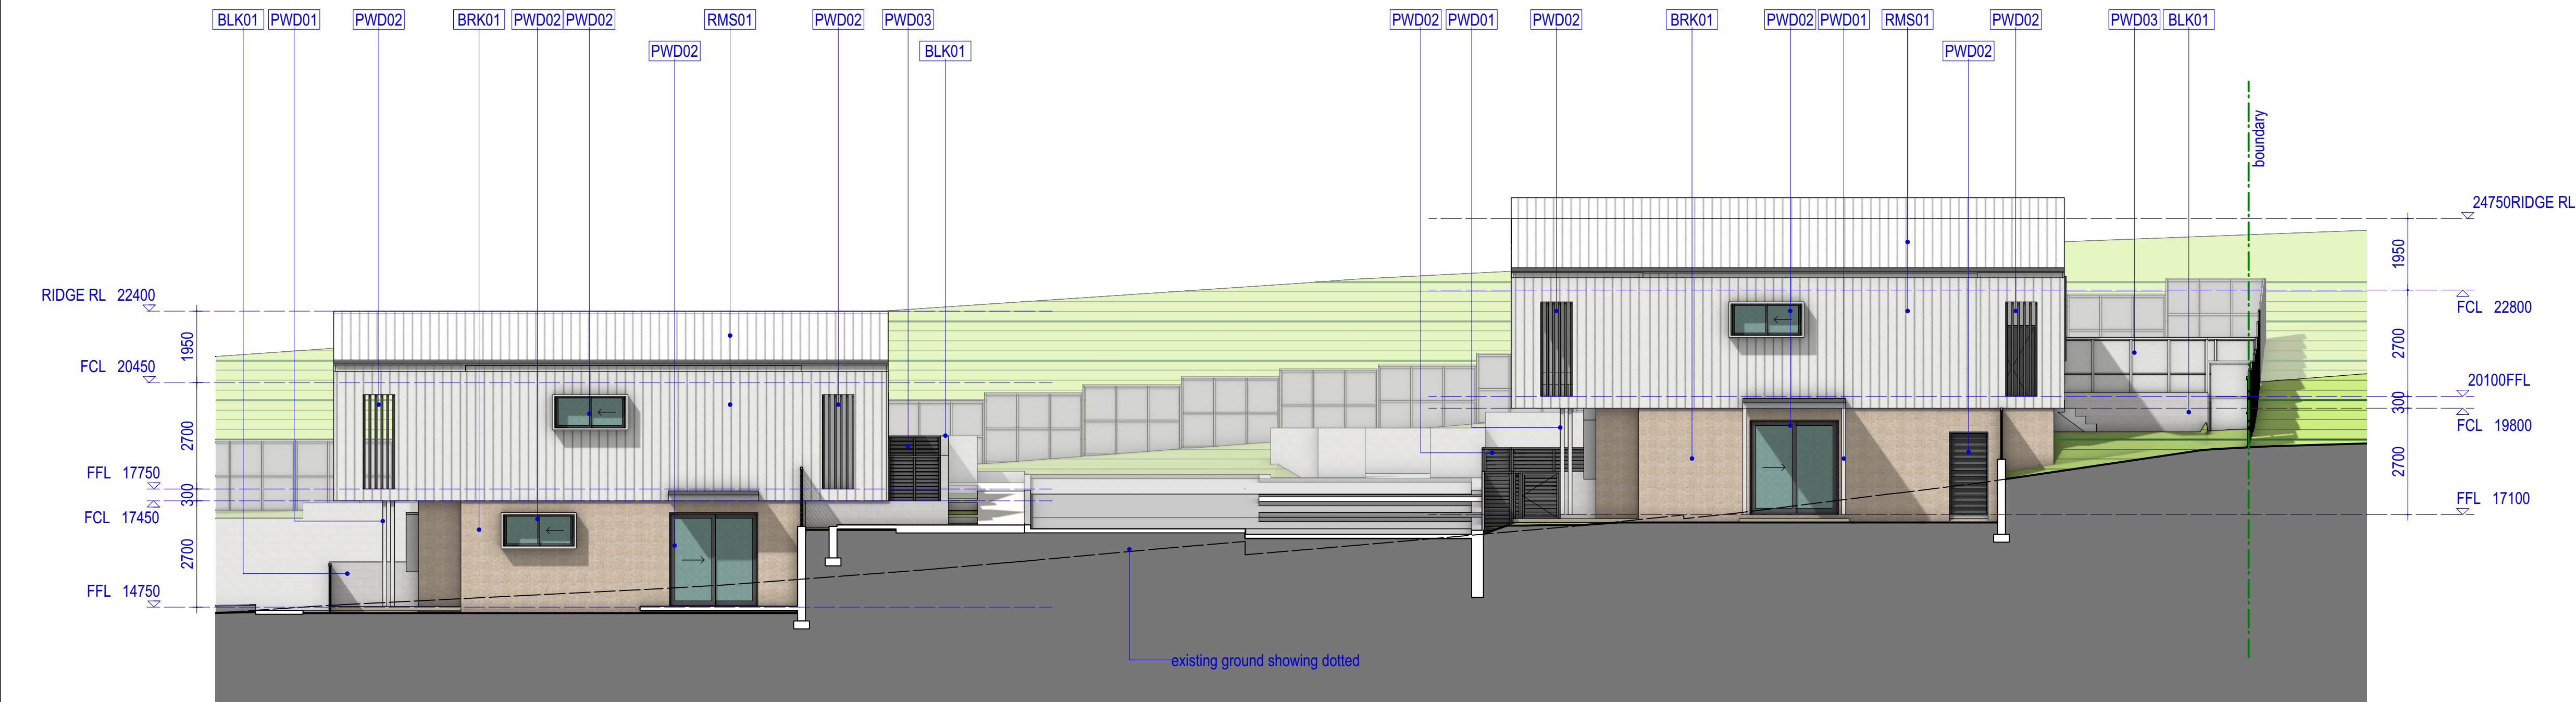 BLK01 PWD01 PWD02 BRK01 PWD02 PWD02 RMS01 PWD02 PWD03 PWD02 PWD01 PWD02 BRK01 PWD02 PWD01 RMS01 PWD02 PWD03 BLK01
PWD02 BLK01 PWD02
boundary
24750RIDGE RL
1950
RIDGE RL 22400
FCL 22800
1950
2700
FCL 20450
20100FFL
300
2700
FCL 19800
FFL 17750
2700
300
FFL 17100
FCL 17450
2700
FFL 14750
existing ground showing dotted